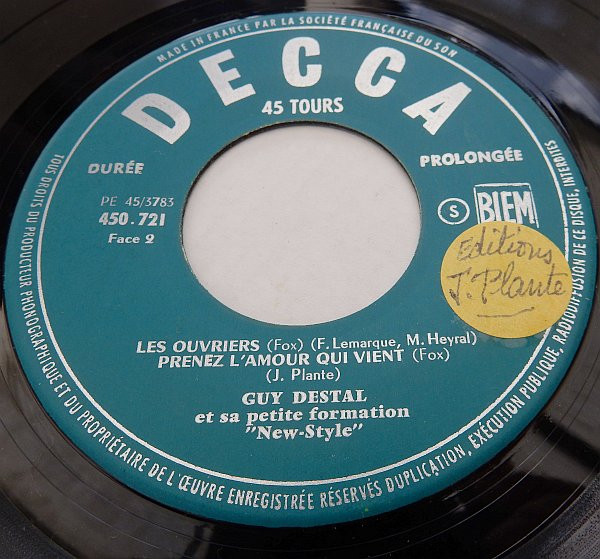 MADE IN FRANCE PAR LA SOCIÉTÉ FRANÇAISE DU SON
DECCA
45 TOURS
DURÉE
PROLONGÉE
PE 45/3783
450.721
Face 2
S
BIEM
Editions
J. Plante
LES OUVRIERS (Fox) (F. Lemarque, M. Heyral)
PRENEZ L'AMOUR QUI VIENT (Fox)
(J. Plante)
GUY DESTAL
et sa petite formation
"New-Style"
TOUS DROITS DU PRODUCTEUR PHONOGRAPHIQUE ET DU PROPRIÉTAIRE DE L'ŒUVRE ENREGISTRÉE RÉSERVÉS DUPLICATION, EXÉCUTION PUBLIQUE, RADIODIFFUSION DE CE DISQUE, INTERDITES